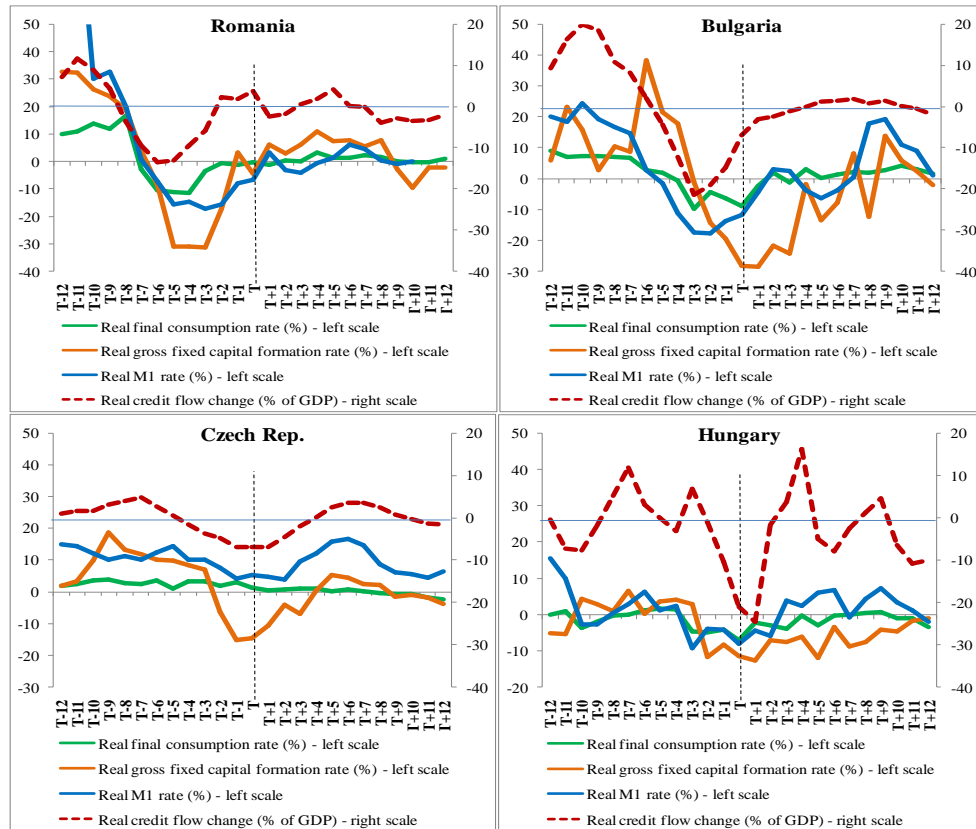 Romania
50
40
30
20
10
0
-10
-20
-30
-40
20
10
0
-10
-20
-30
-40
T-12
T-11
T-10
T-9
T-8
T-7
T-6
T-5
T-4
T-3
T-2
T-1
T-
T+1
T+2
T+3
T+4
T+5
T+6
T+7
T+8
T+9
T+10
T+11
T+12
Real final consumption rate (%) - left scale
Real gross fixed capital formation rate (%) - left scale
Real M1 rate (%) - left scale
Real credit flow change (% of GDP) - right scale
Bulgaria
50
40
30
20
10
0
-10
-20
-30
20
10
0
-10
-20
-30
-40
T-12
T-11
T-10
T-9
T-8
T-7
T-6
T-5
T-4
T-3
T-2
T-1
T-
T+1
T+2
T+3
T+4
T+5
T+6
T+7
T+8
T+9
T+10
T+11
T+12
Real final consumption rate (%) - left scale
Real gross fixed capital formation rate (%) - left scale
Real M1 rate (%) - left scale
Real credit flow change (% of GDP) - right scale
Czech Rep.
50
40
30
20
10
0
-10
-20
-30
20
10
0
-10
-20
-30
-40
T-12
T-11
T-10
T-9
T-8
T-7
T-6
T-5
T-4
T-3
T-2
T-1
T-
T+1
T+2
T+3
T+4
T+5
T+6
T+7
T+8
T+9
T+10
T+11
T+12
Real final consumption rate (%) - left scale
Real gross fixed capital formation rate (%) - left scale
Real M1 rate (%) - left scale
Real credit flow change (% of GDP) - right scale
Hungary
50
40
30
20
10
0
-10
-20
20
10
0
-10
-20
-30
-40
T-12
T-11
T-10
T-9
T-8
T-7
T-6
T-5
T-4
T-3
T-2
T-1
T-
T+1
T+2
T+3
T+4
T+5
T+6
T+7
T+8
T+9
T+10
T+11
T+12
Real final consumption rate (%) - left scale
Real gross fixed capital formation rate (%) - left scale
Real M1 rate (%) - left scale
Real credit flow change (% of GDP) - right scale